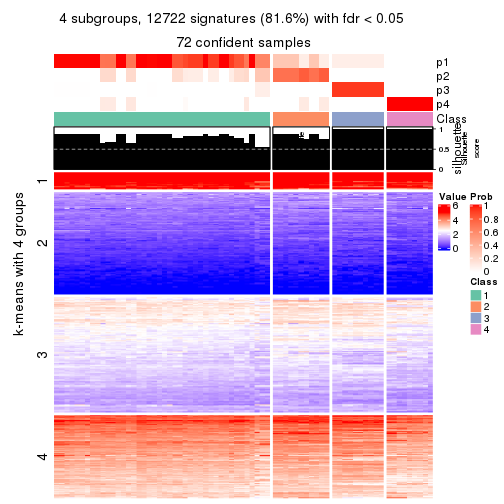 4 subgroups, 12722 signatures (81.6%) with fdr < 0.05
72 confident samples
p1
p2
p3
p4
Class
1
0.5
0
silhouette
Silhouette
score
k-means with 4 groups
1
2
3
4
Value
6
4
2
0
Prob
1
0.8
0.6
0.4
0.2
0
Class
1
2
3
4